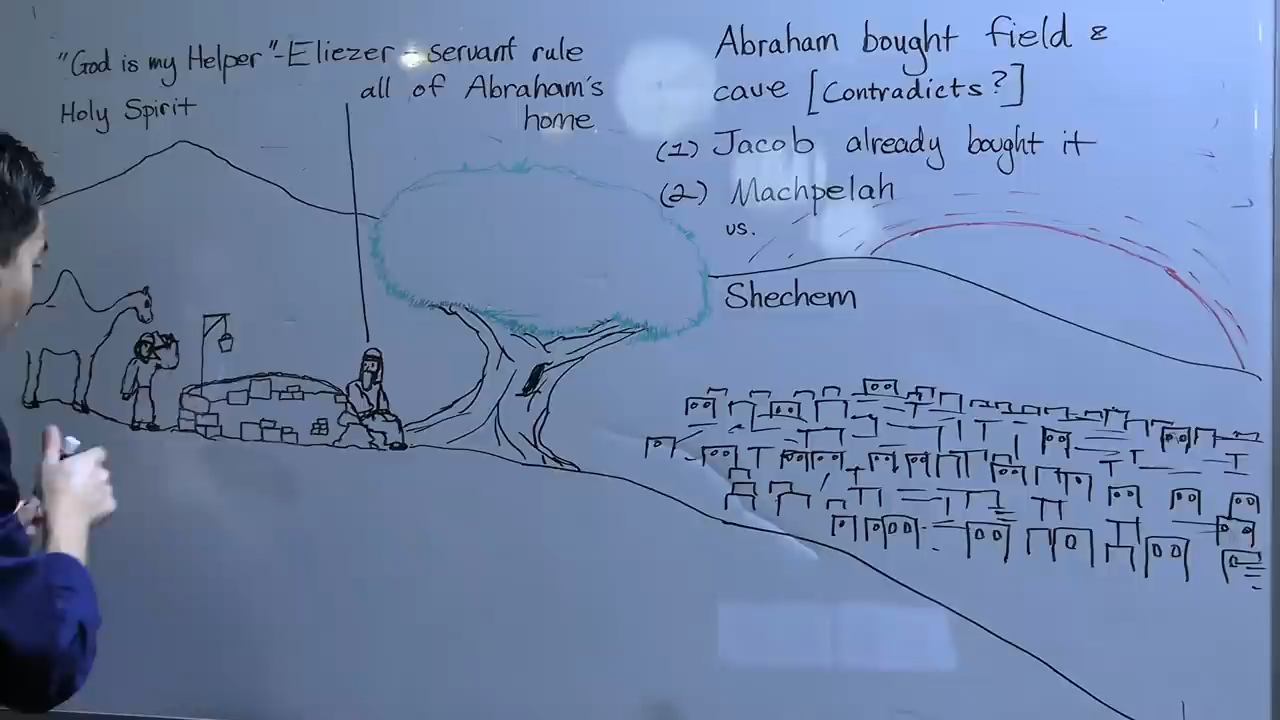 "God is my Helper"-Eliezer - servant rule
all of Abraham's
home
Holy Spirit
Abraham bought field &
cave [Contradicts?]
(1) Jacob already bought it
(2) Machpelah
vs.
Shechem